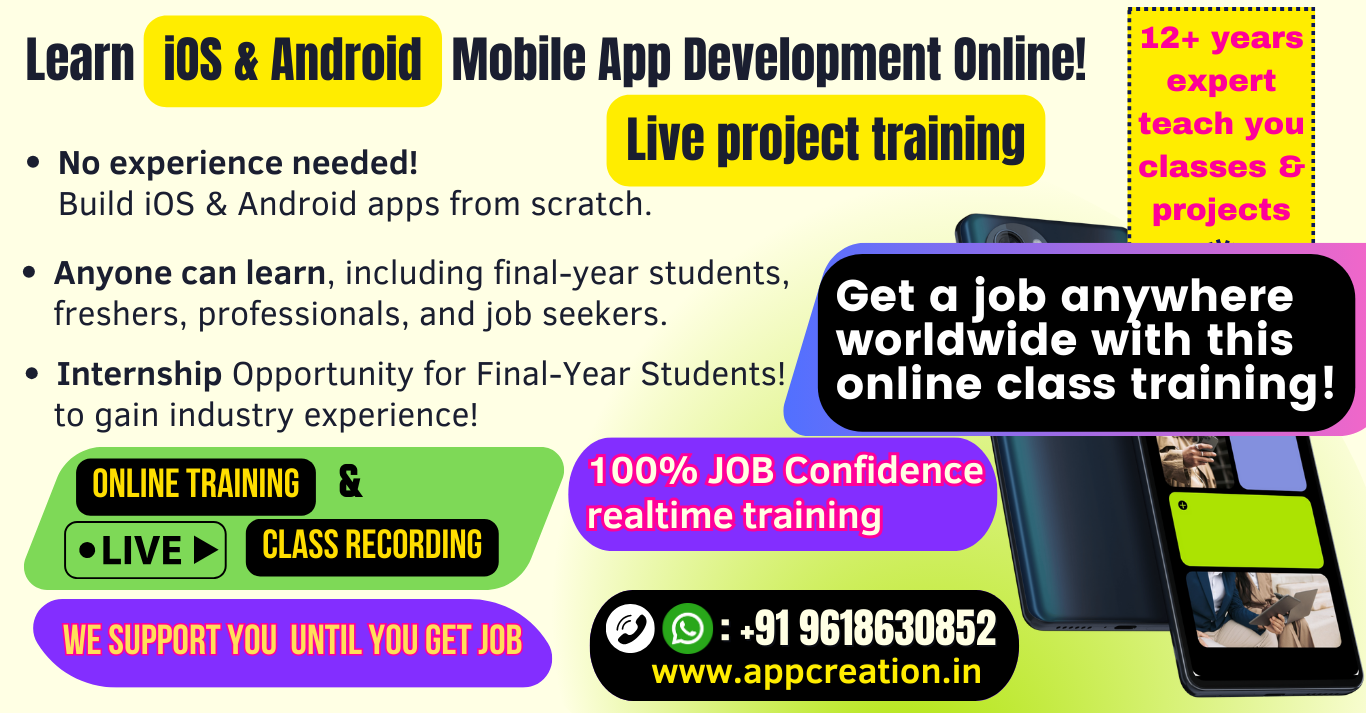 Learn iOS & Android Mobile App Development Online!
Live project training
12+ years
expert
teach you
classes &
projects
• No experience needed!
Build iOS & Android apps from scratch.
• Anyone can learn, including final-year students,
freshers, professionals, and job seekers.
• Internship Opportunity for Final-Year Students!
to gain industry experience!
Get a job anywhere
worldwide with this
online class training!
ONLINE TRAINING &
LIVE CLASS RECORDING
100% JOB Confidence
realtime training
WE SUPPORT YOU UNTIL YOU GET JOB
: +91 9618630852
www.appcreation.in